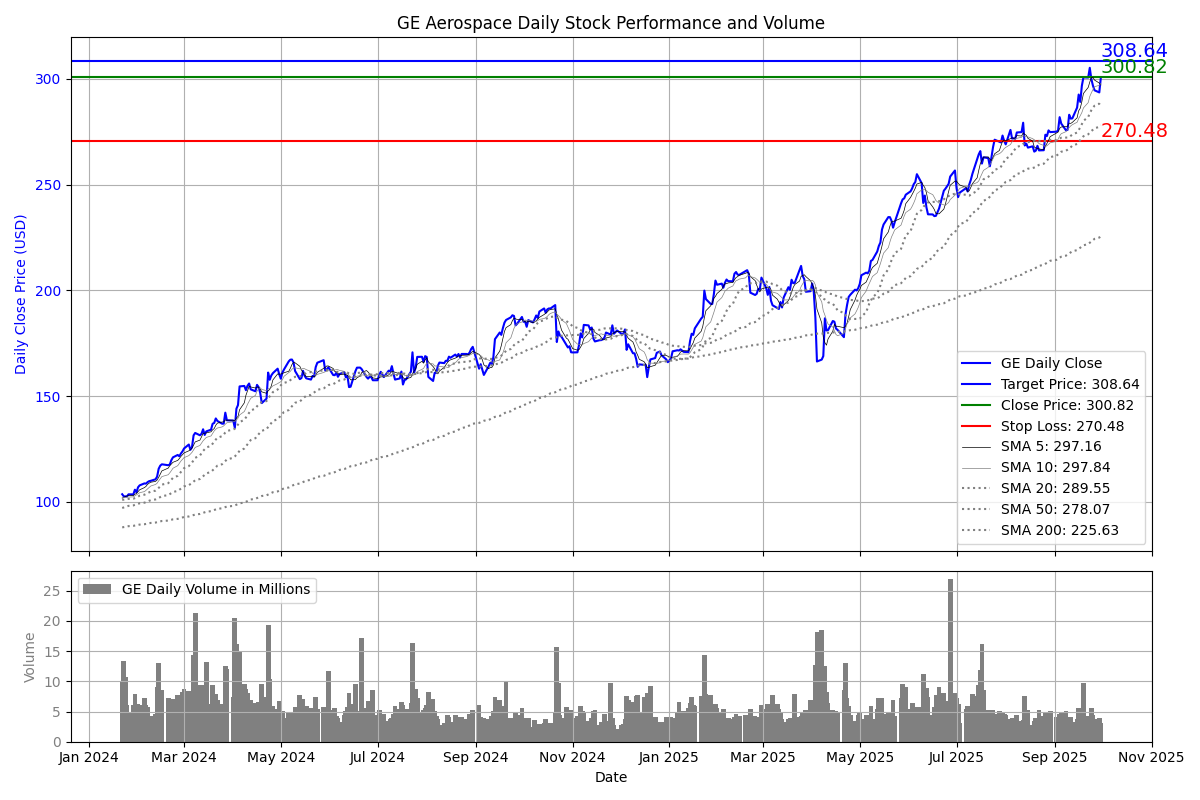 GE Aerospace Daily Stock Performance and Volume
308.64
300.82
270.48
Daily Close Price (USD)
300
250
200
150
100
GE Daily Close
Target Price: 308.64
Close Price: 300.82
Stop Loss: 270.48
SMA 5: 297.16
SMA 10: 297.84
SMA 20: 289.55
SMA 50: 278.07
SMA 200: 225.63
GE Daily Volume in Millions
Volume
25
20
15
10
5
0
Jan 2024 Mar 2024 May 2024 Jul 2024 Sep 2024 Nov 2024 Jan 2025 Mar 2025 May 2025 Jul 2025 Sep 2025 Nov 2025
Date